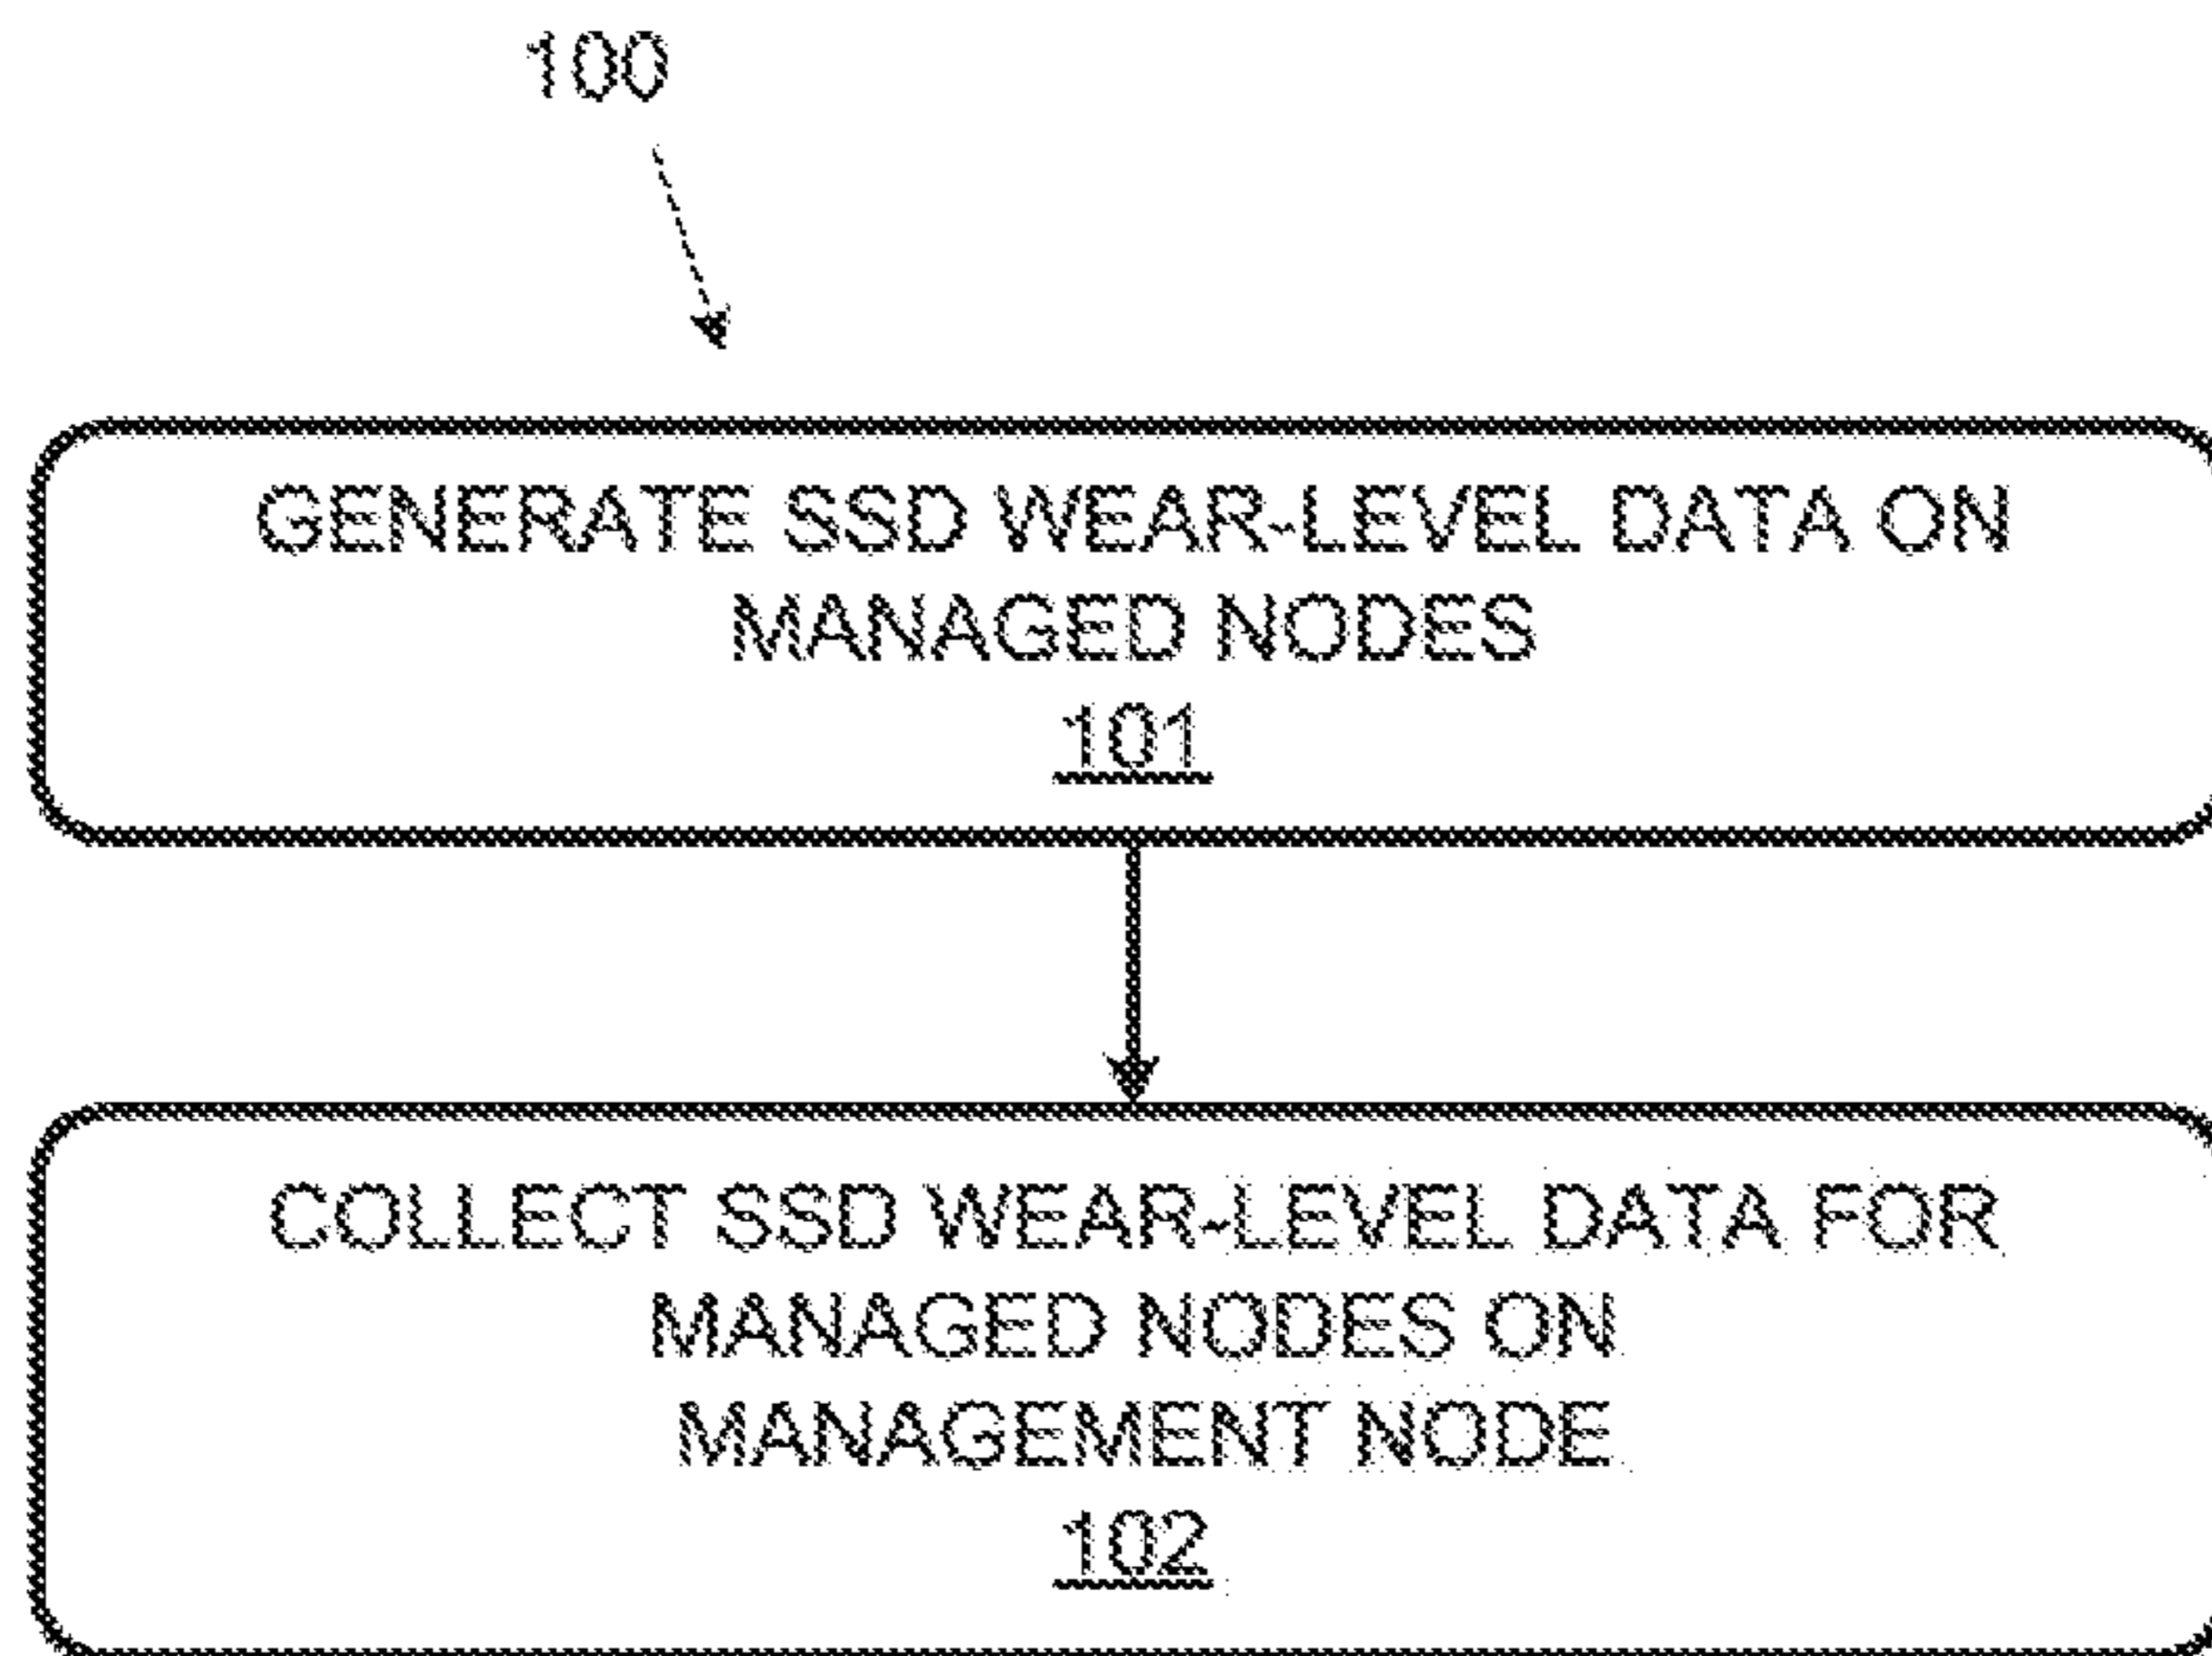 100
GENERATE SSD WEAR-LEVEL DATA ON
MANAGED NODES
101
COLLECT SSD WEAR-LEVEL DATA FOR
MANAGED NODES ON
MANAGEMENT NODE
102